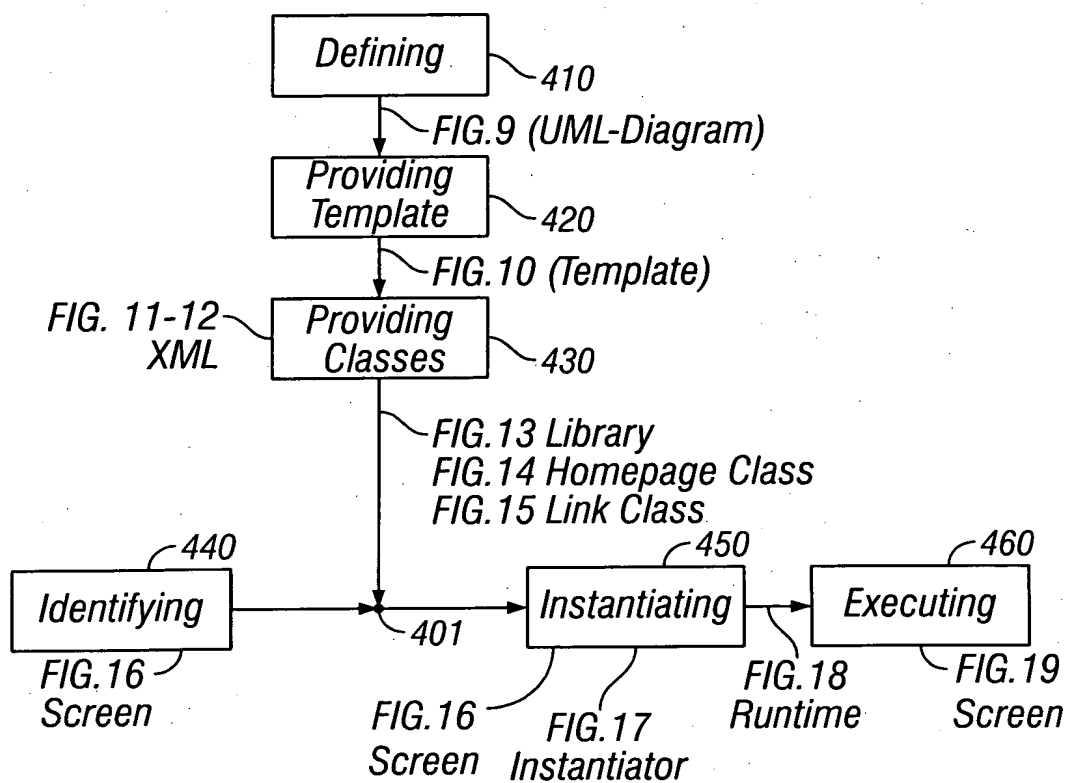 Defining
410
FIG.9 (UML-Diagram)
Providing
Template
420
FIG.10 (Template)
FIG. 11-12
XML
Providing
Classes
430
FIG.13 Library
FIG.14 Homepage Class
FIG.15 Link Class
440
Identifying
FIG.16
Screen
401
450
Instantiating
FIG.16
Screen
FIG.17
Instantiator
FIG.18
Runtime
460
Executing
FIG.19
Screen